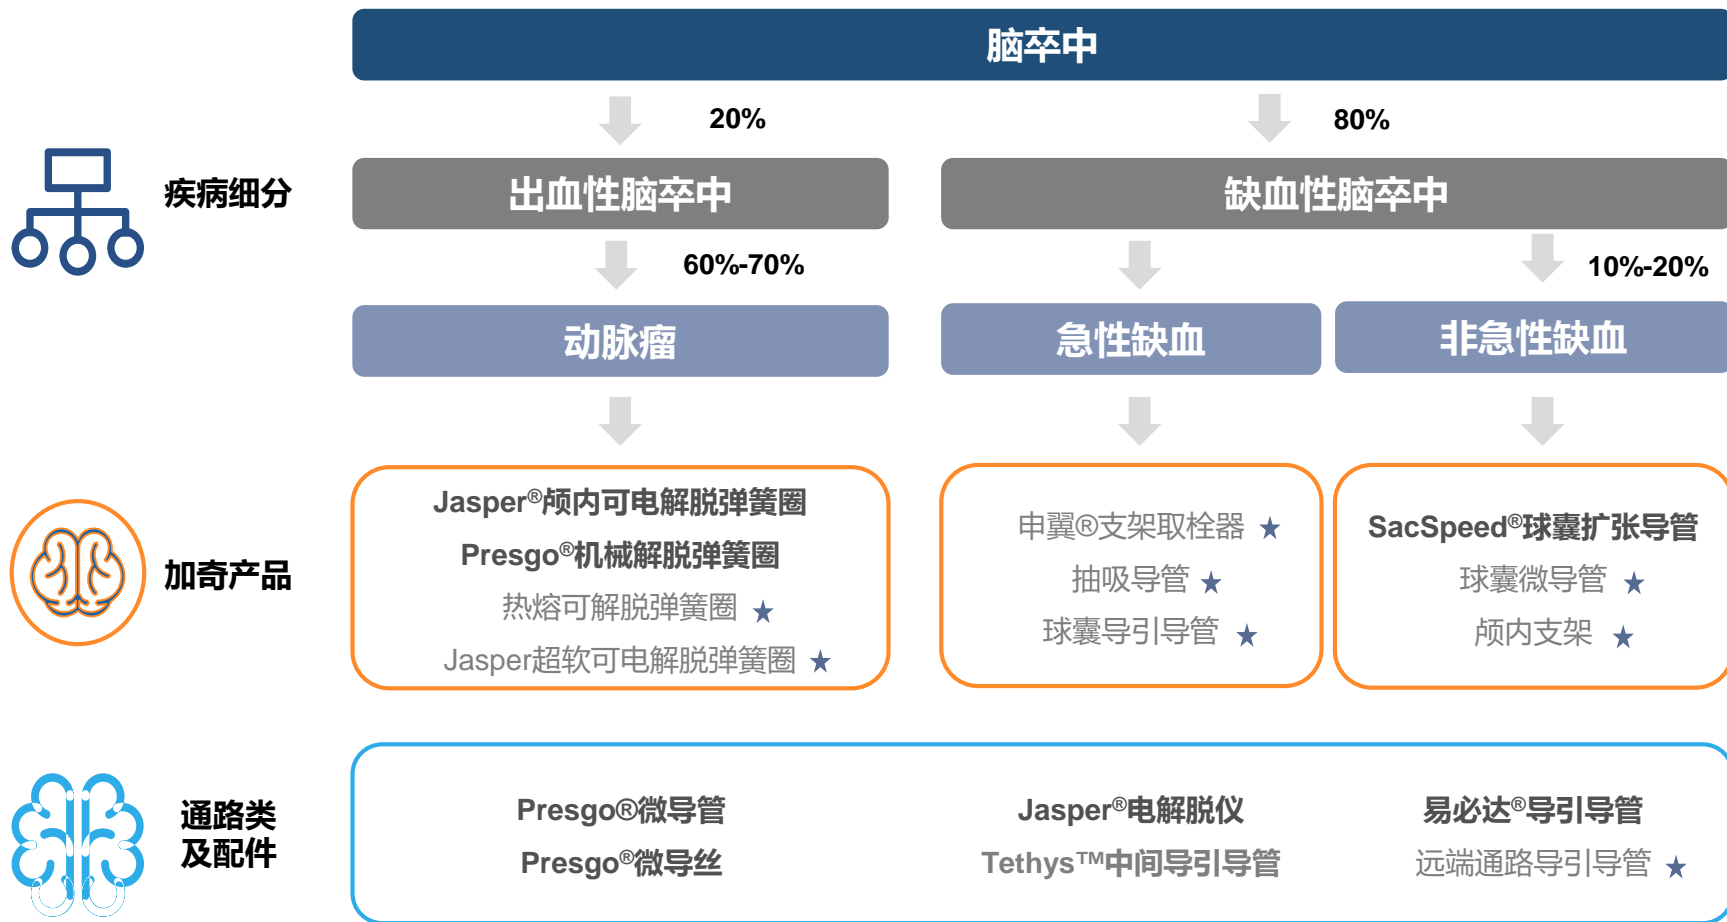 脑卒中
20%
80%
疾病细分
出血性脑卒中
缺血性脑卒中
60%-70%
10%-20%
动脉瘤
急性缺血
非急性缺血
加奇产品
Jasper®颅内可电解脱弹簧圈
Presgo®机械解脱弹簧圈
热熔可解脱弹簧圈 ★
Jasper超软可电解脱弹簧圈 ★
申翼®支架取栓器 ★
抽吸导管 ★
球囊导引导管 ★
SacSpeed®球囊扩张导管
球囊微导管 ★
颅内支架 ★
通路类
及配件
Presgo®微导管
Presgo®微导丝
Jasper®电解脱仪
Tethys™中间导引导管
易必达®导引导管
远端通路导引导管 ★